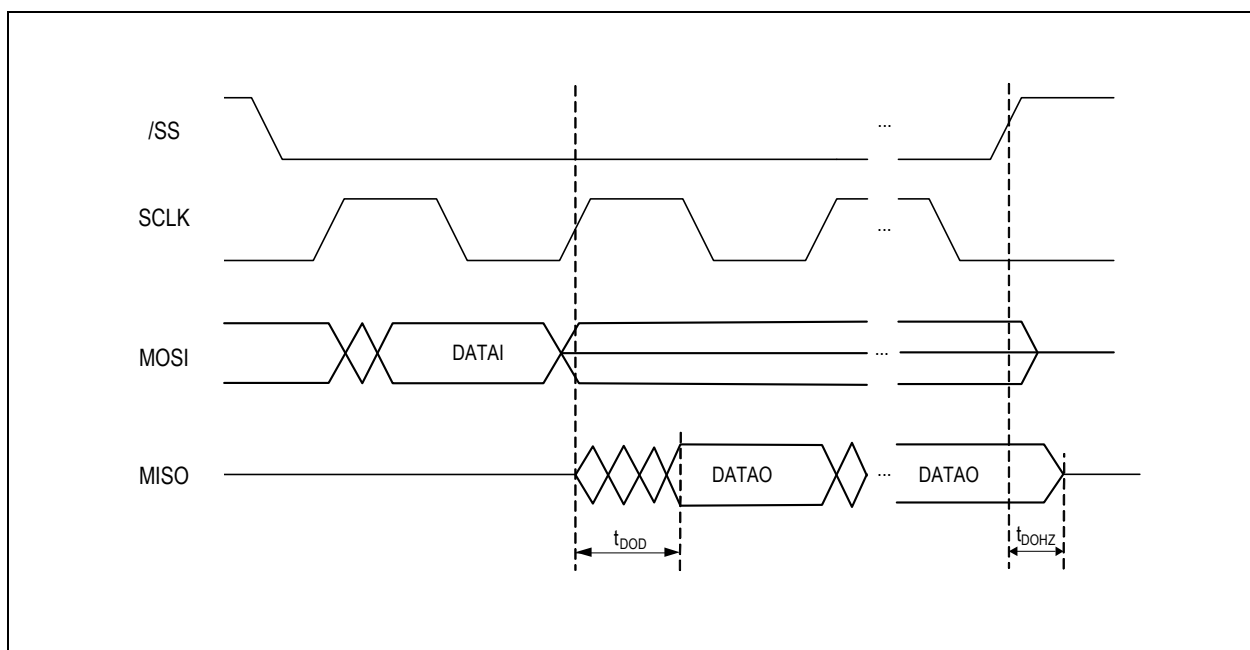 /SS
...
SCLK
...
MOSI
DATAI
...
MISO
DATAO
...
DATAO
tDOD
tDOHZ